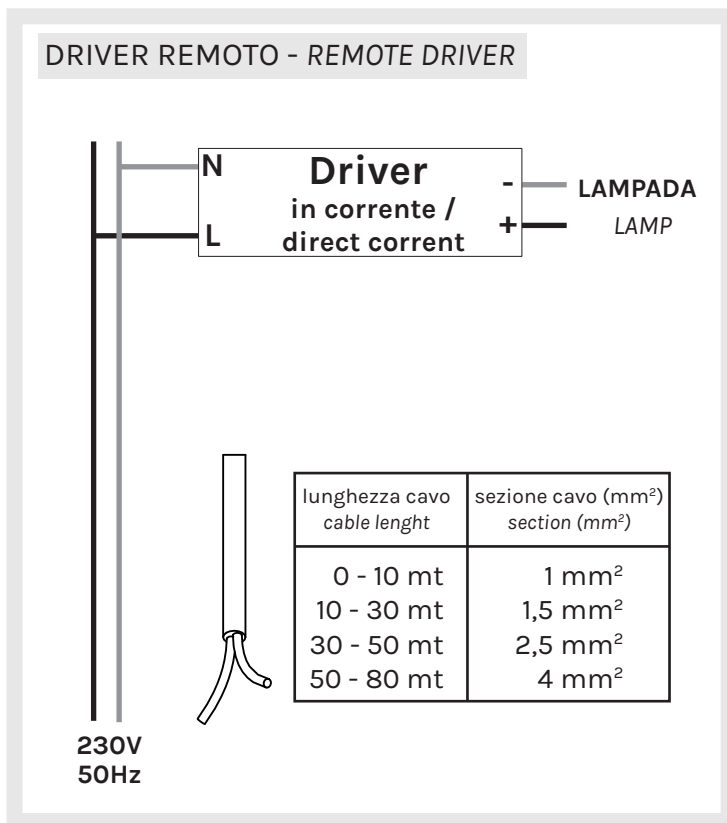 DRIVER REMOTO - REMOTE DRIVER
N
Driver
in corrente /
direct corrent
L
-
+
LAMPADA
LAMP
lunghezza cavo
cable lenght
sezione cavo (mm²)
section (mm²)
0 - 10 mt 1 mm²
10 - 30 mt 1,5 mm²
30 - 50 mt 2,5 mm²
50 - 80 mt 4 mm²
230V
50Hz